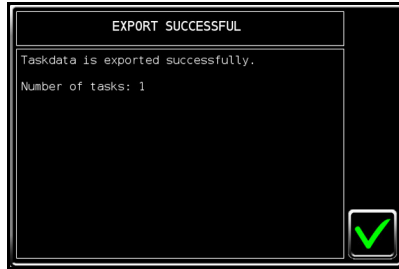 EXPORT SUCCESSFUL
Taskdata is exported successfully.
Number of tasks: 1